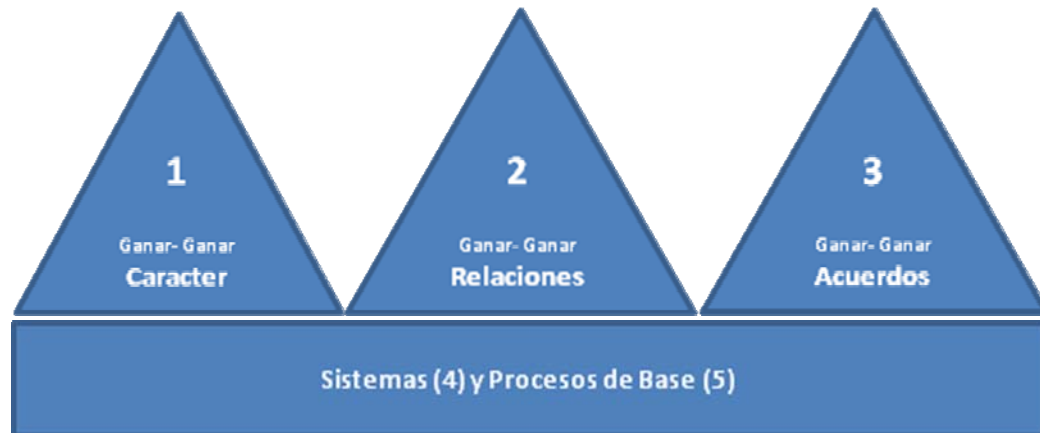 1
Ganar- Ganar
Caracter
2
Ganar- Ganar
Relaciones
3
Ganar- Ganar
Acuerdos
Sistemas (4) y Procesos de Base (5)